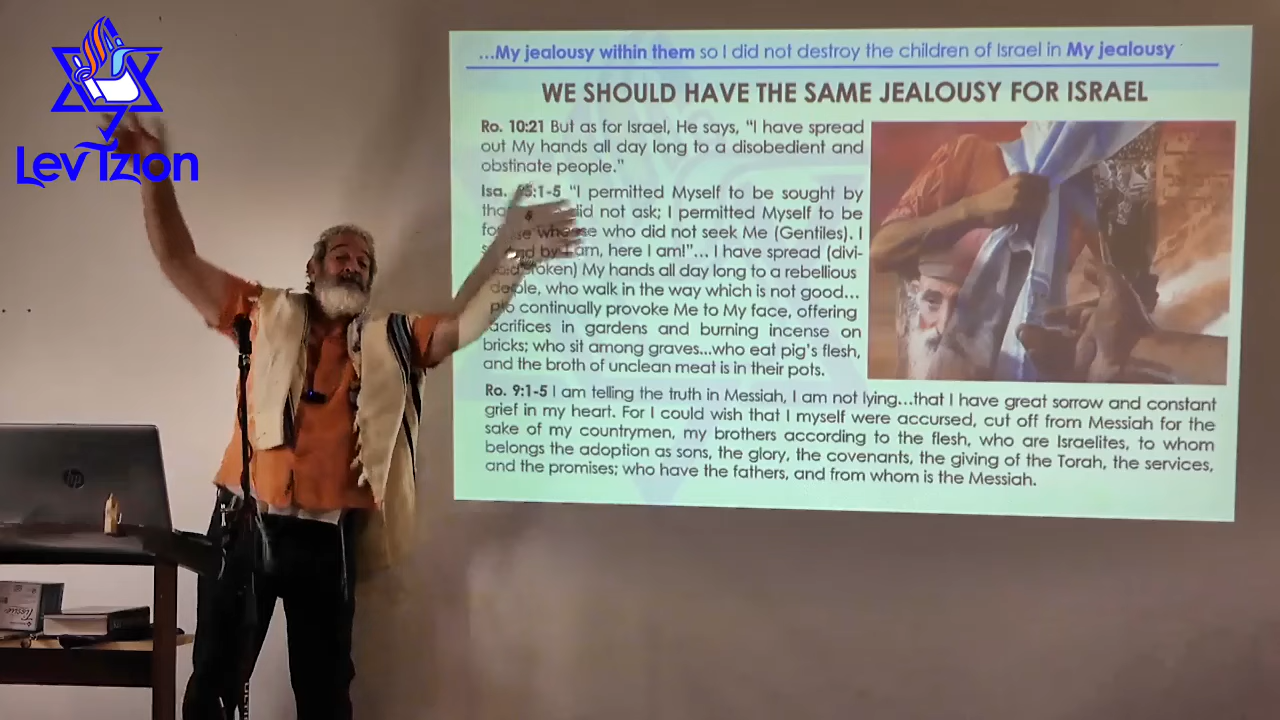 Lev Tzion
...My jealousy within them so I did not destroy the children of Israel in My jealousy
WE SHOULD HAVE THE SAME JEALOUSY FOR ISRAEL
Ro. 10:21 But as for Israel, He says, “I have spread
out My hands all day long to a disobedient and
obstinate people.”
Isa. 65:1-5 “I permitted Myself to be sought by
did not ask; I permitted Myself to be
who did not seek Me (Gentiles). I
am, here I am!”... I have spread (divi-
My hands all day long to a rebellious
who walk in the way which is not good...
continually provoke Me to My face, offering
acrifices in gardens and burning incense on
bricks; who sit among graves...who eat pig’s flesh,
and the broth of unclean meat is in their pots.
Ro. 9:1-5 I am telling the truth in Messiah, I am not lying...that I have great sorrow and constant
grief in my heart. For I could wish that I myself were accursed, cut off from Messiah for the
sake of my countrymen, my brothers according to the flesh, who are Israelites, to whom
belongs the adoption as sons, the glory, the covenants, the giving of the Torah, the services,
and the promises; who have the fathers, and from whom is the Messiah.
hp
Tissue